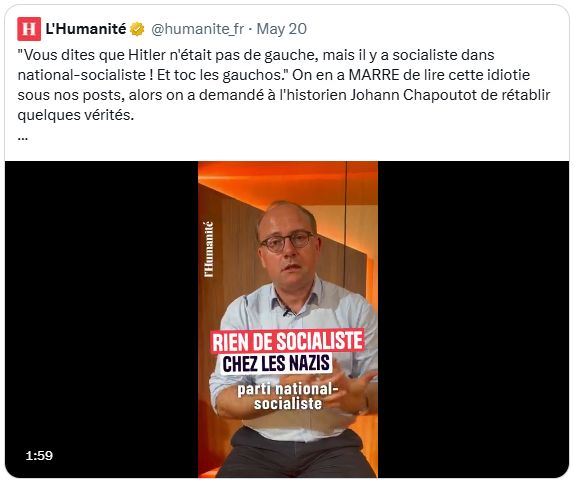 H L'Humanité @humanite_fr · May 20
"Vous dites que Hitler n'était pas de gauche, mais il y a socialiste dans
national-socialiste ! Et toc les gauchos." On en a MARRE de lire cette idiotie
sous nos posts, alors on a demandé à l'historien Johann Chapoutot de rétablir
quelques vérités.
...
l'Humanité
RIEN DE SOCIALISTE
CHEZ LES NAZIS
parti national-
socialiste
1:59